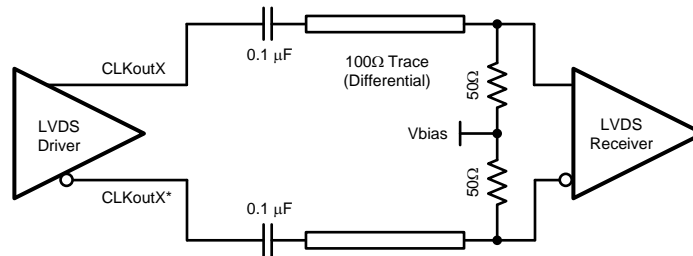 CLKoutX
0.1 μF
100Ω Trace
(Differential)
50Ω
LVDS
Driver
Vbias
LVDS
Receiver
50Ω
CLKoutX*
0.1 μF